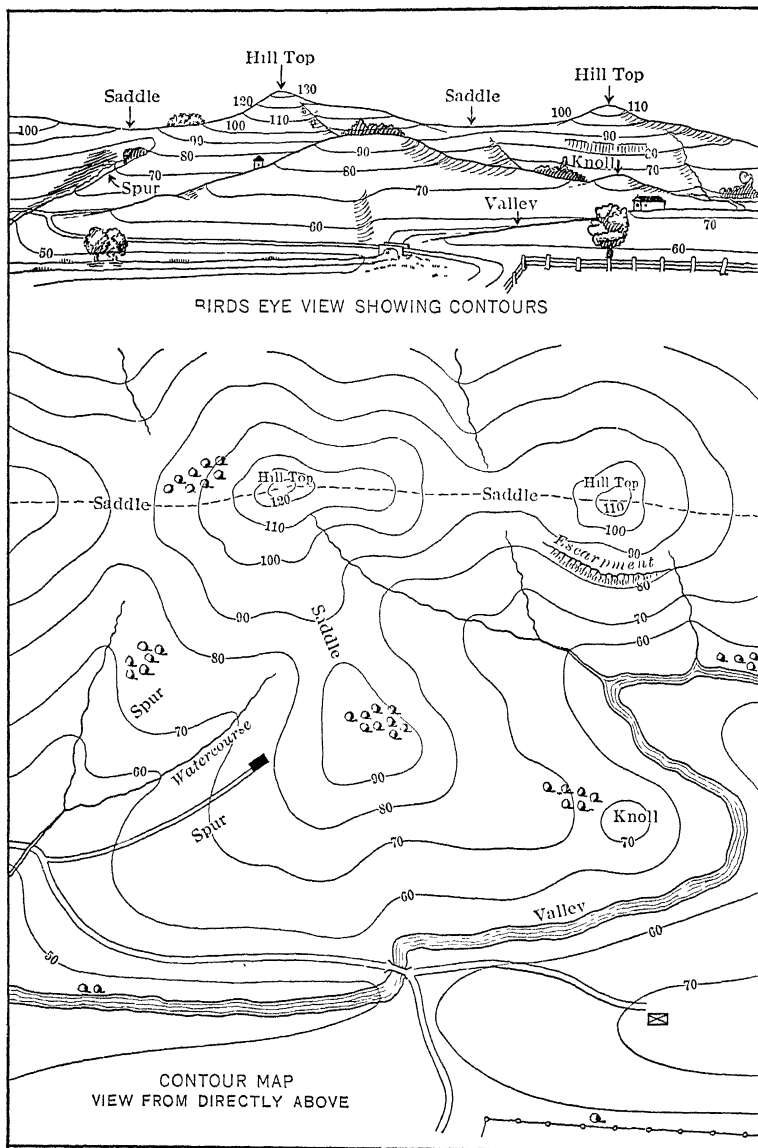 Hill Top
130
120
Saddle
Saddle
Hill Top
110
100
100
100
110
90
90
90
80
80
80
Knoll
70
70
70
Spur
Valley
70
60
60
50
BIRDS EYE VIEW SHOWING CONTOURS
Hill Top
120
Hill Top
110
Saddle
Saddle
110
100
100
Escarpment
90
80
90
Saddle
70
60
80
Spur
70
Watercourse
60
90
80
Spur
Knoll
70
70
60
Valley
60
50
70
CONTOUR MAP
VIEW FROM DIRECTLY ABOVE